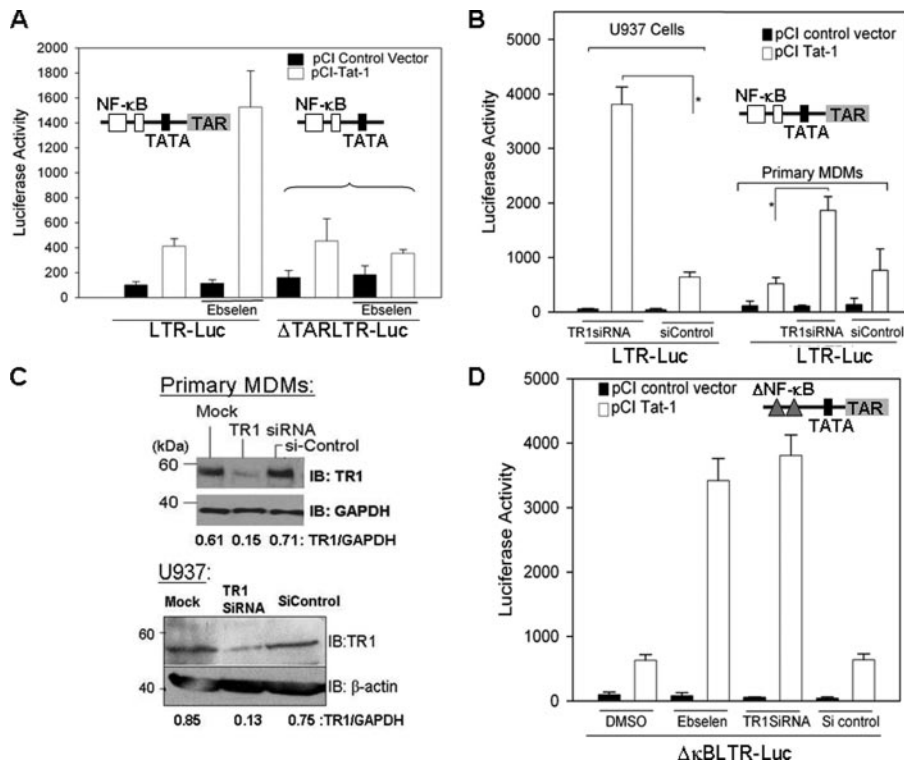 A
2000
1800
1600
1400
1200
1000
800
600
400
200
0
Luciferase Activity
pCI Control Vector
pCI-Tat-1
NF-κB
TATA
TAR
NF-κB
TATA
Ebselen
Ebselen
LTR-Luc
ΔTARLTR-Luc
B
5000
4000
3000
2000
1000
0
Luciferase Activity
U937 Cells
pCI control vector
pCI Tat-1
*
NF-κB
TATA
TAR
Primary MDMs
*
TR1siRNA
siControl
TR1siRNA
siControl
LTR-Luc
LTR-Luc
C
Primary MDMs:
Mock
TR1 siRNA
si-Control
(kDa)
60
IB: TR1
40
IB: GAPDH
0.61 0.15 0.71: TR1/GAPDH
U937:
Mock
TR1
SiRNA
SiControl
60
IB:TR1
40
IB: β-actin
0.85 0.13 0.75 :TR1/GAPDH
D
5000
4000
3000
2000
1000
0
Luciferase Activity
pCI control vector
pCI Tat-1
ΔNF-κB
TATA
TAR
DMSO
Ebselen
TR1SiRNA
Si control
ΔκBLTR-Luc